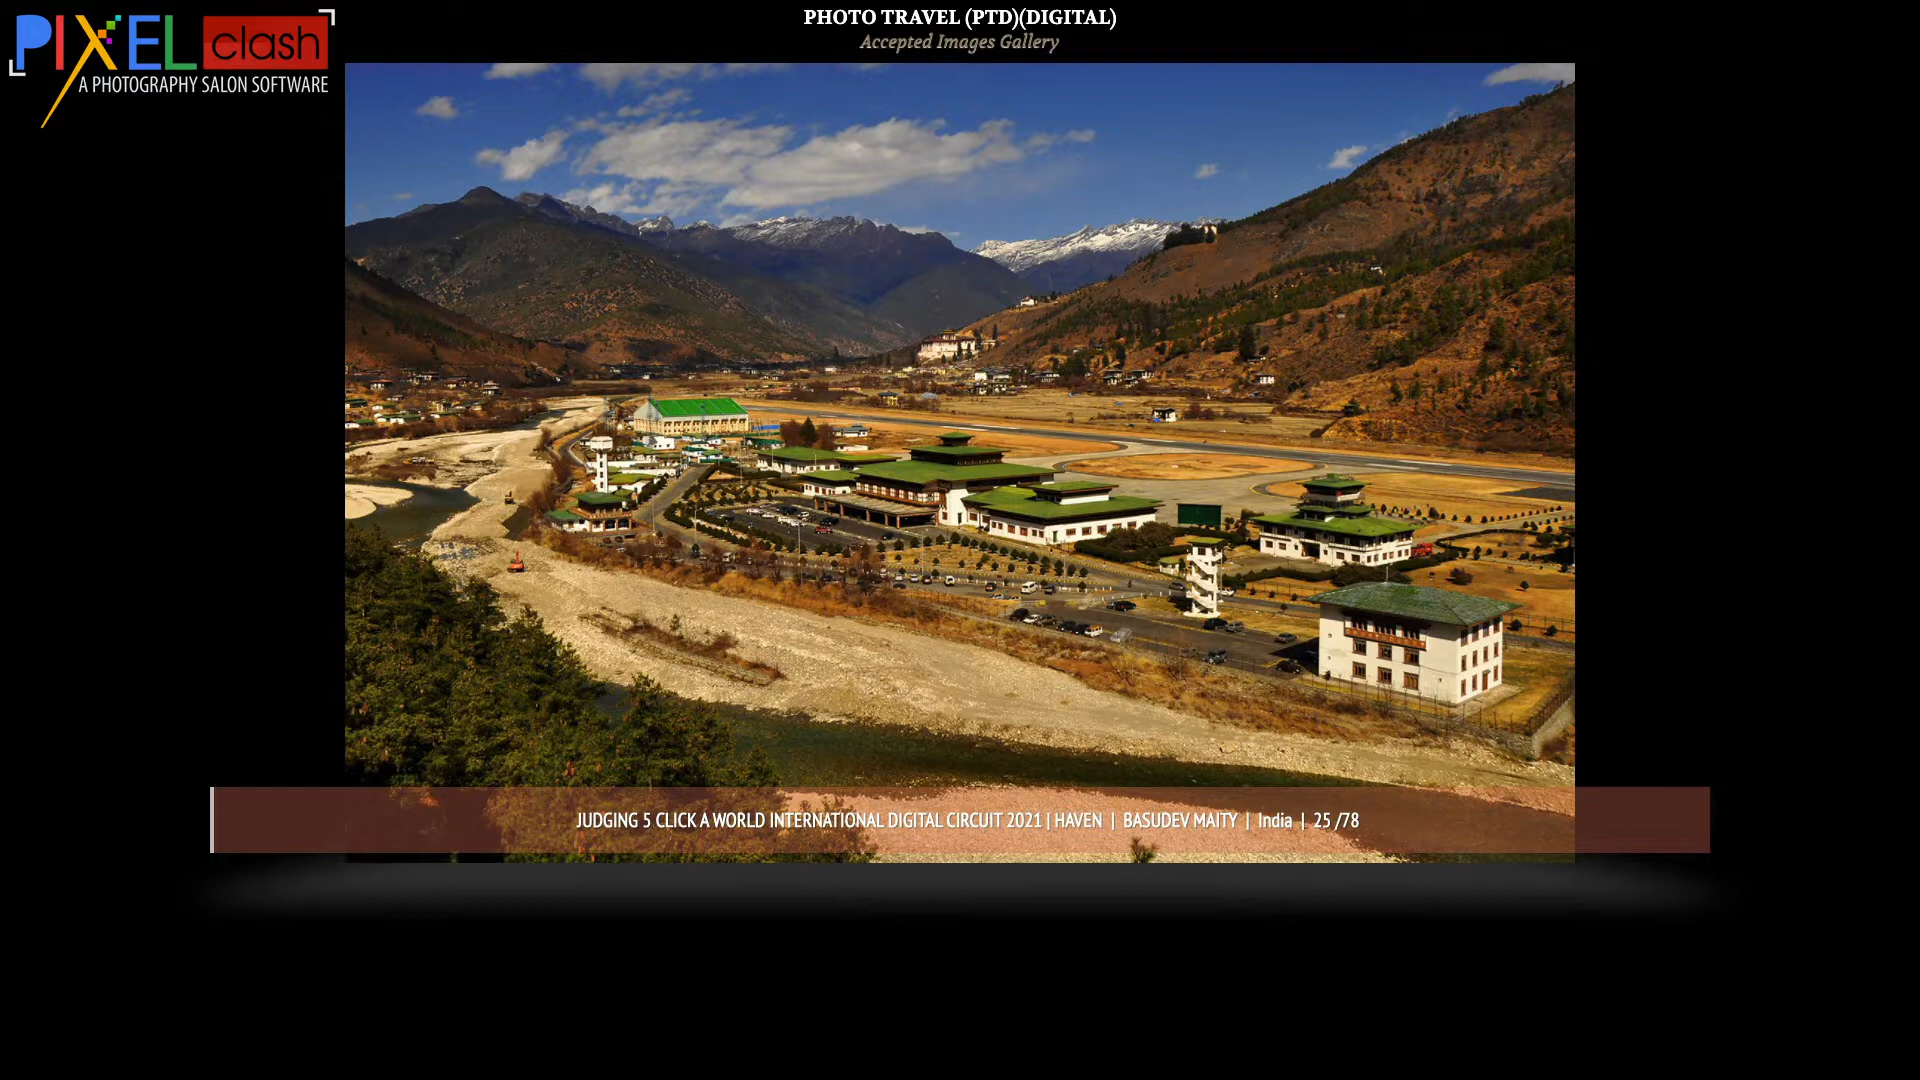 PIXEL clash
A PHOTOGRAPHY SALON SOFTWARE
PHOTO TRAVEL (PTD)(DIGITAL)
Accepted Images Gallery
JUDGING 5 CLICK A WORLD INTERNATIONAL DIGITAL CIRCUIT 2021 | HAVEN | BASUDEV MAITY | India | 25 /78